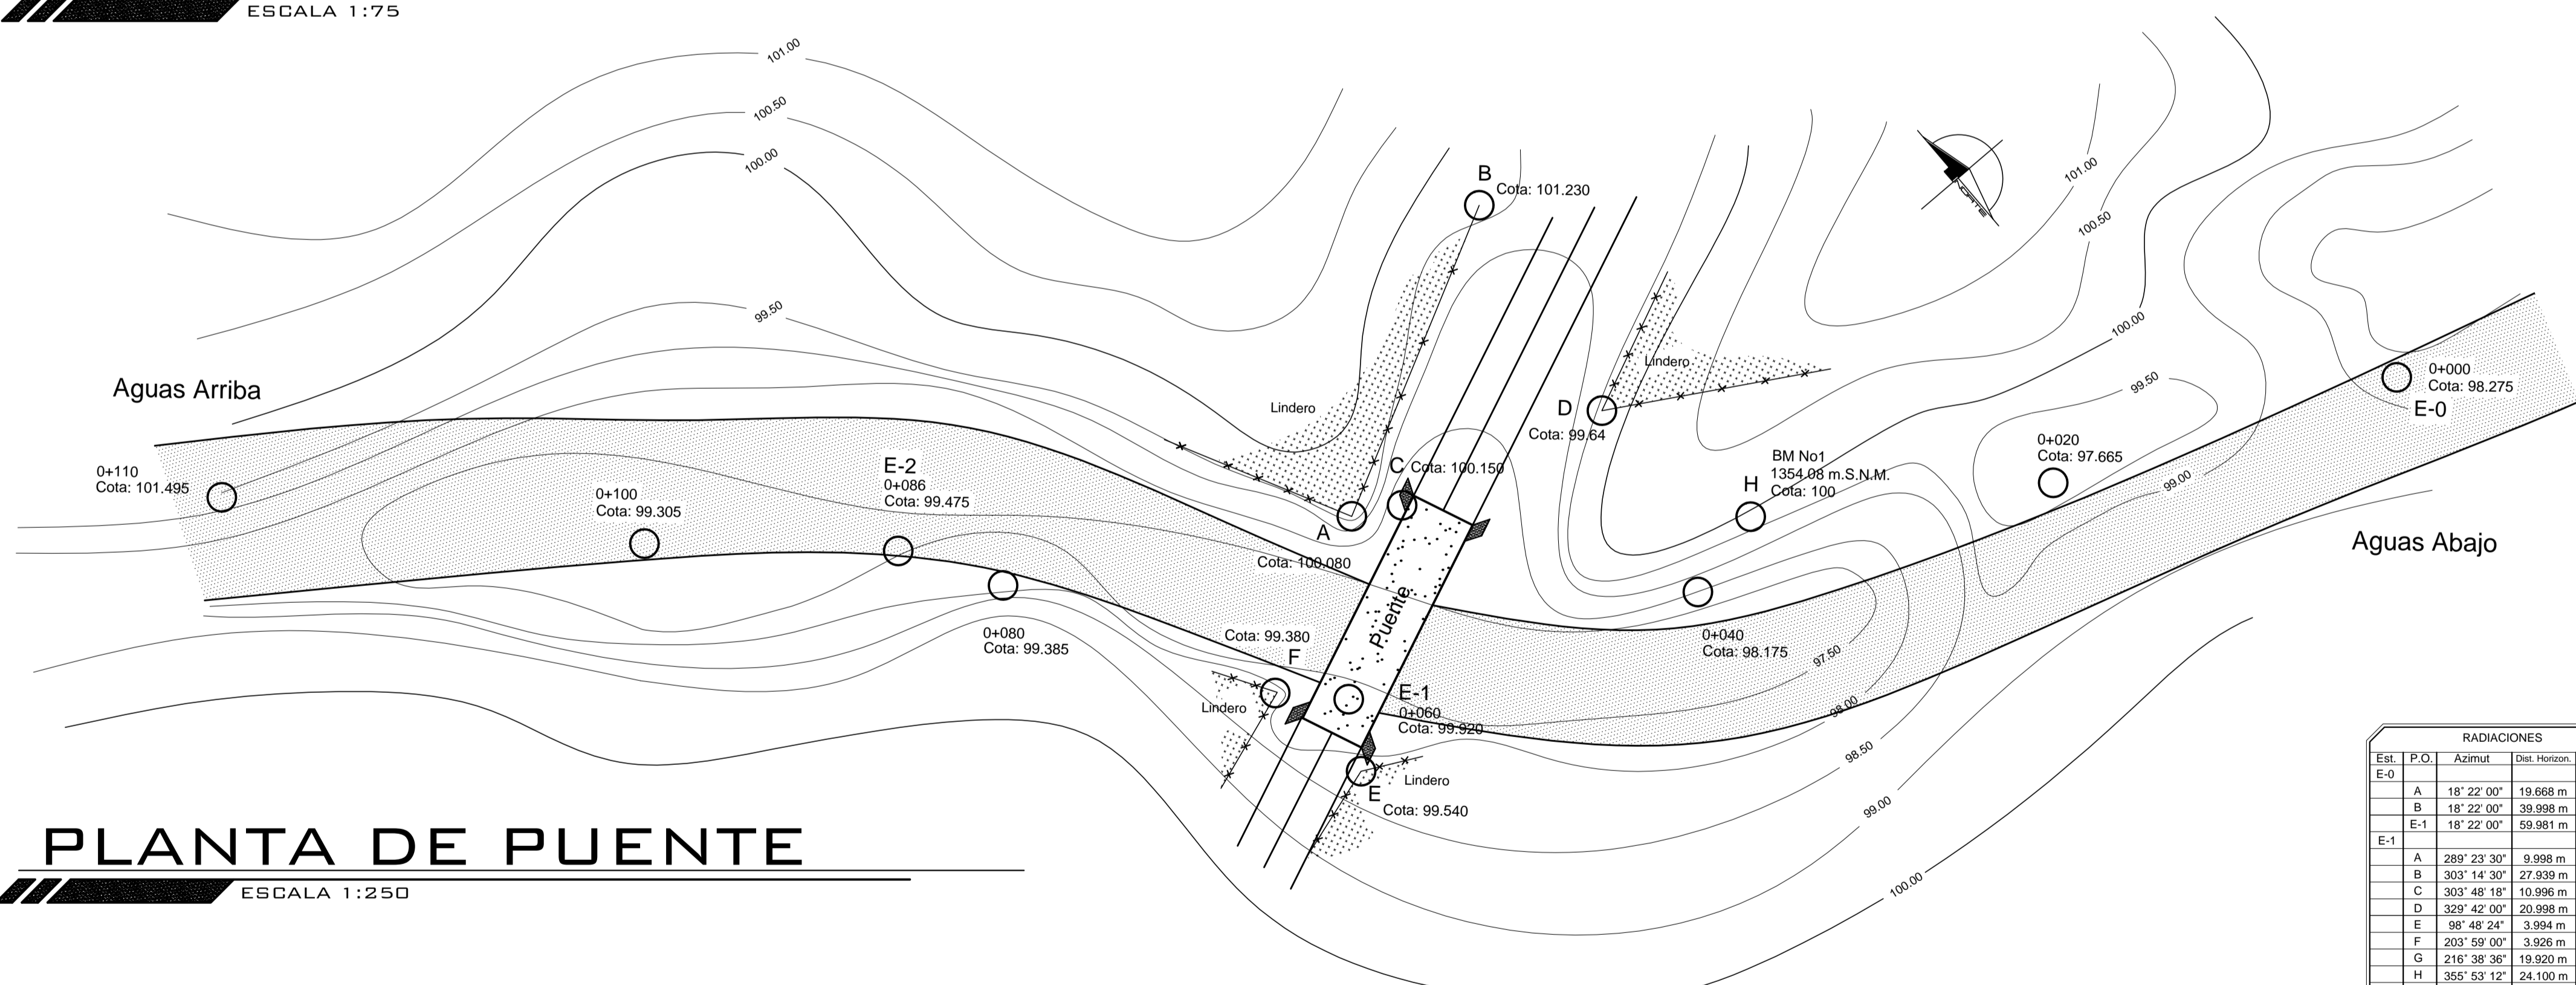 ESCALA 1:75
101.00
100.50
100.00
99.50
B
Cota: 101.230
NORTE
101.00
100.50
100.00
99.50
99.00
Aguas Arriba
0+110
Cota: 101.495
0+100
Cota: 99.305
E-2
0+086
Cota: 99.475
0+080
Cota: 99.385
Lindero
A
Cota: 100.080
C
Cota: 100.150
Lindero
D
Cota: 99.64
BM No1
1354.08 m.S.N.M.
Cota: 100
H
0+020
Cota: 97.665
0+000
Cota: 98.275
E-0
Aguas Abajo
Puente
Cota: 99.380
F
Lindero
E-1
0+060
Cota: 99.920
0+040
Cota: 98.175
97.50
98.00
98.50
99.00
100.00
Lindero
E
Cota: 99.540
PLANTA DE PUENTE
ESCALA 1:250
RADIACIONES
Est. P.O. Azimut Dist. Horizon.
E-0
A 18° 22' 00" 19.668 m
B 18° 22' 00" 39.998 m
E-1 18° 22' 00" 59.981 m
E-1
A 289° 23' 30" 9.998 m
B 303° 14' 30" 27.939 m
C 303° 48' 18" 10.996 m
D 329° 42' 00" 20.998 m
E 98° 48' 24" 3.994 m
F 203° 59' 00" 3.926 m
G 216° 38' 36" 19.920 m
H 355° 53' 12" 24.100 m